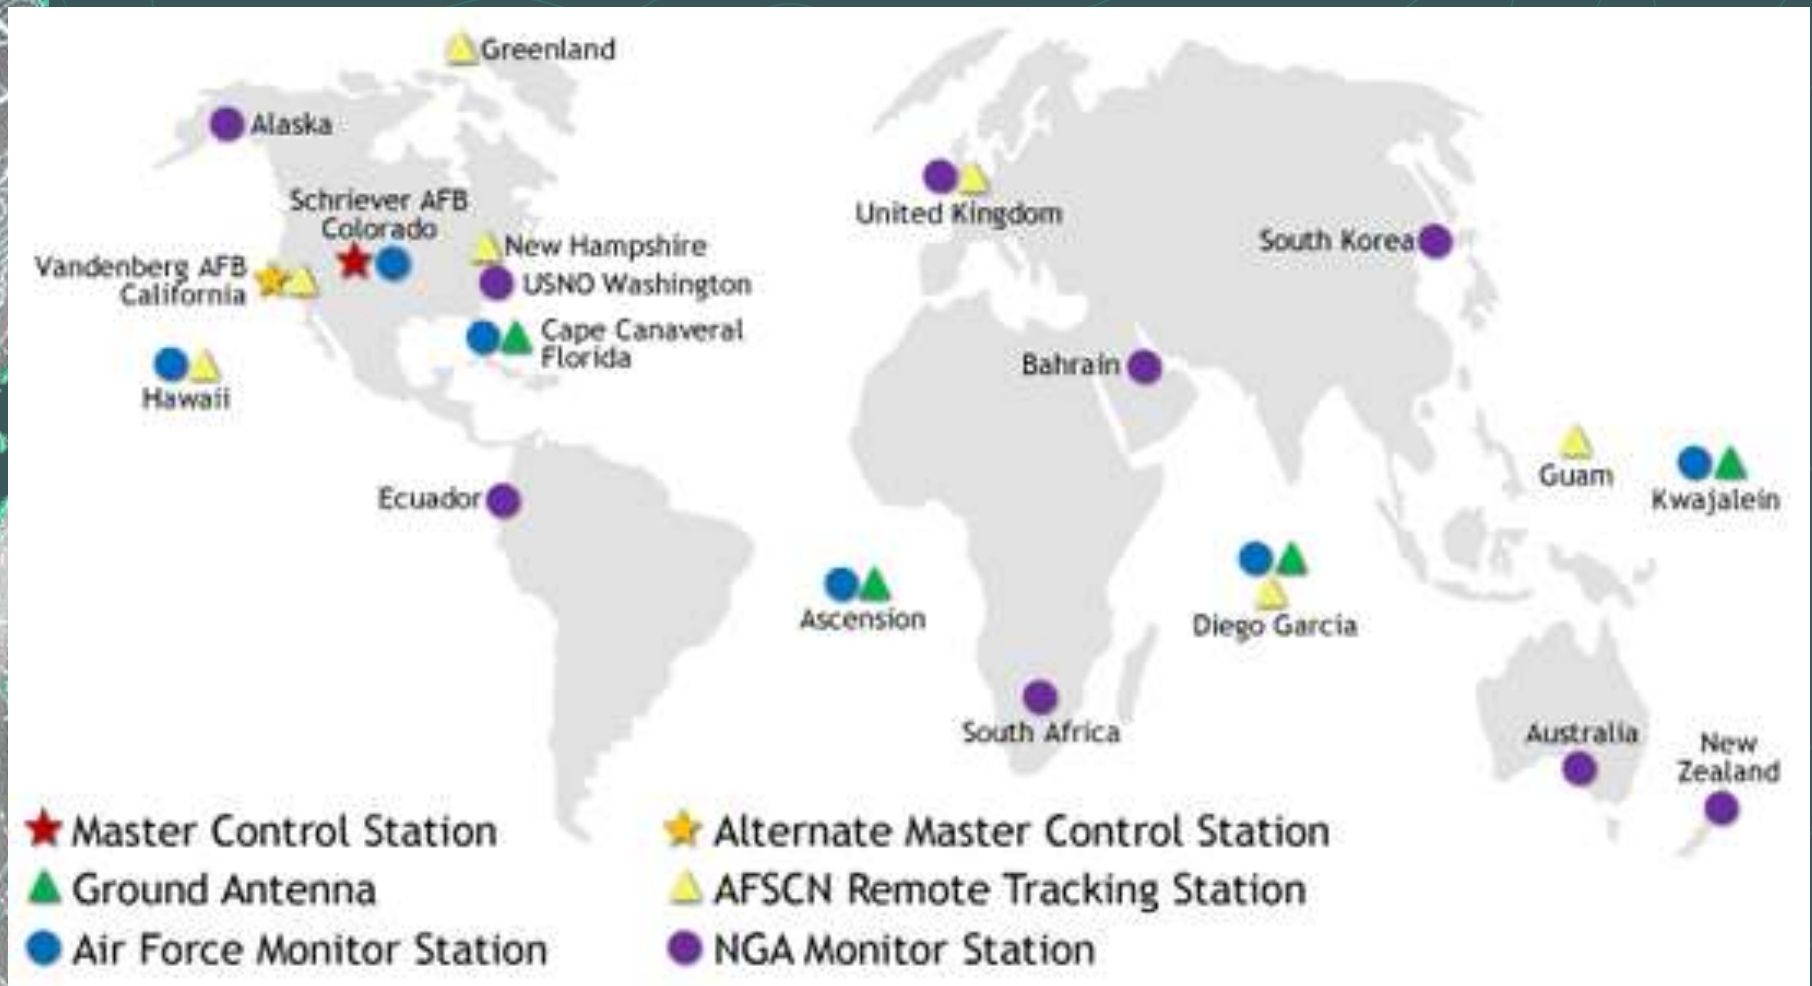 Greenland
Alaska
Schriever AFB
Colorado
United Kingdom
New Hampshire
South Korea
Vandenberg AFB
California
USNO Washington
Cape Canaveral
Florida
Bahrain
Hawaii
Guam
Kwajalein
Ecuador
Ascension
Diego Garcia
South Africa
Australia
New
Zealand
Master Control Station
Alternate Master Control Station
Ground Antenna
AFSCN Remote Tracking Station
Air Force Monitor Station
NGA Monitor Station